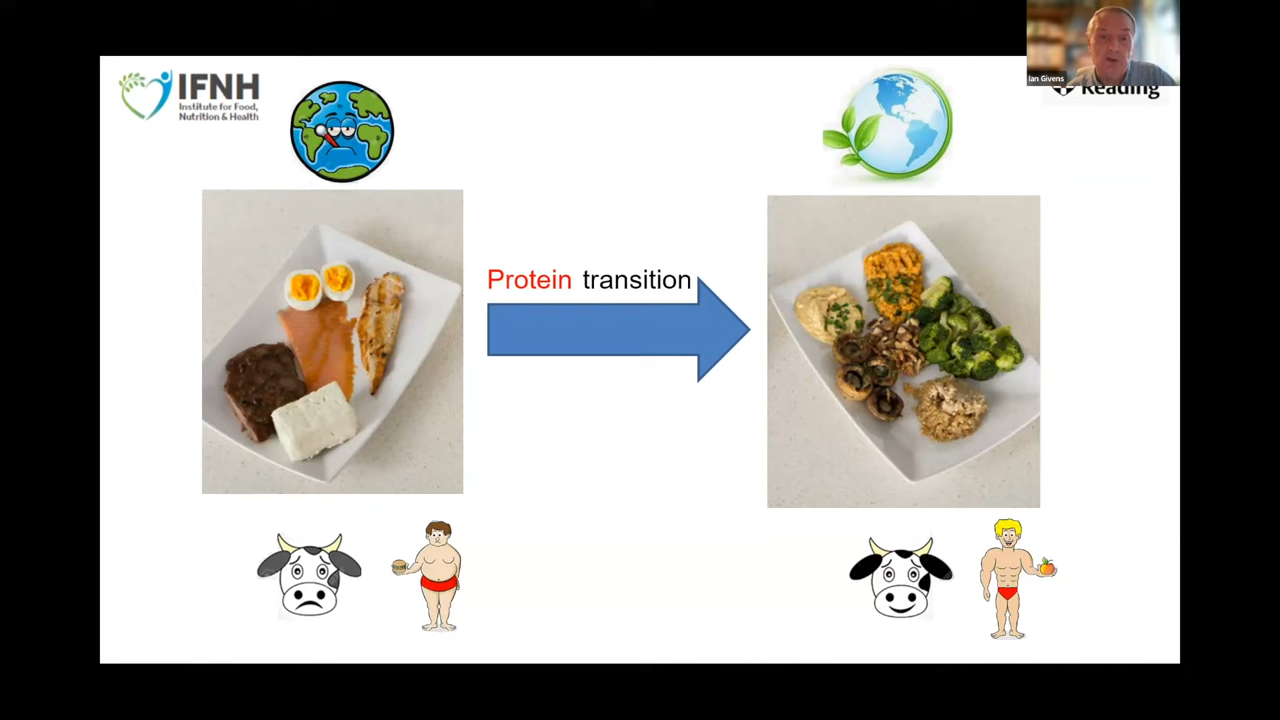 IFNH
Institute for Food,
Nutrition & Health
Ian Givens
Reading
Protein transition